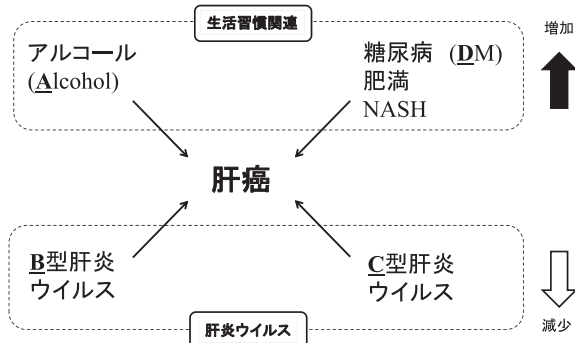 生活習慣関連
増加
アルコール
(Alcohol)
糖尿病 (DM)
肥満
NASH
肝癌
B型肝炎
ウイルス
C型肝炎
ウイルス
肝炎ウイルス
減少